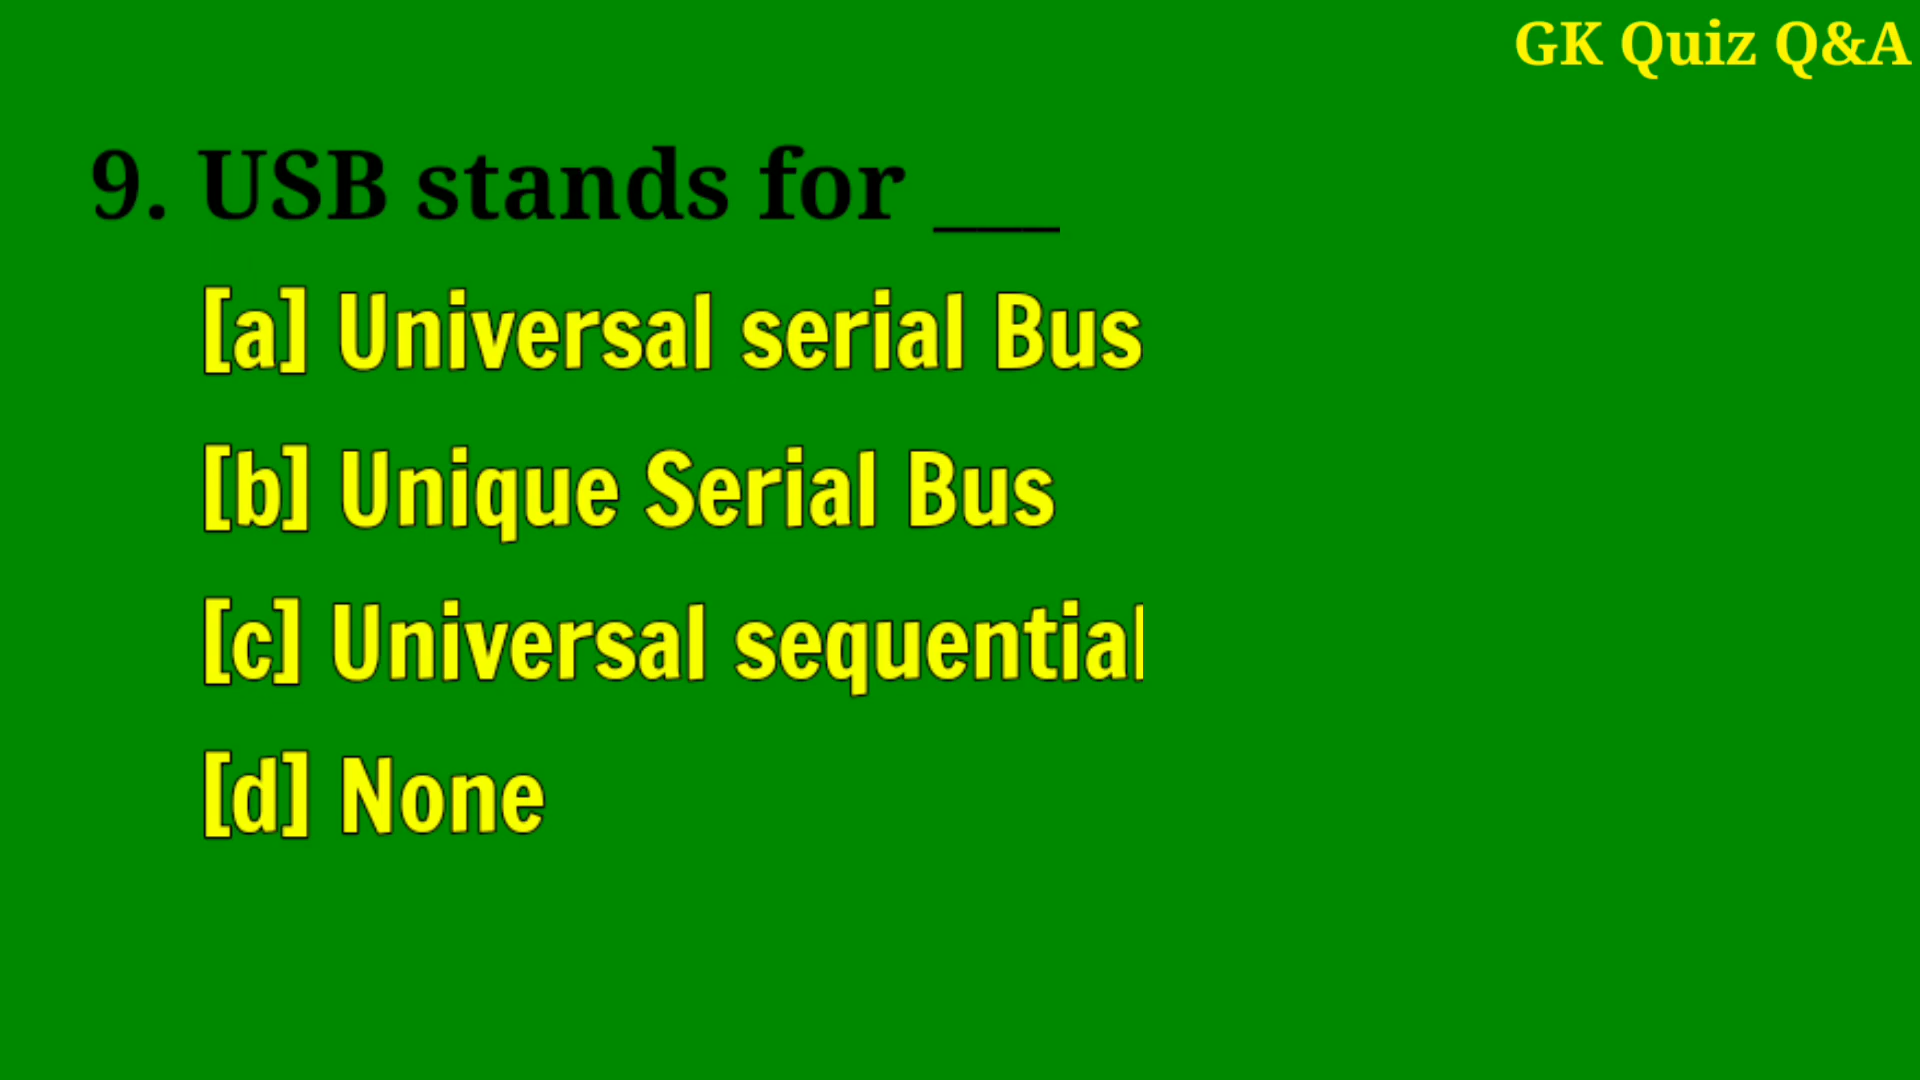 GK Quiz Q&A
9. USB stands for ___
[a] Universal serial Bus
[b] Unique Serial Bus
[c] Universal sequential
[d] None